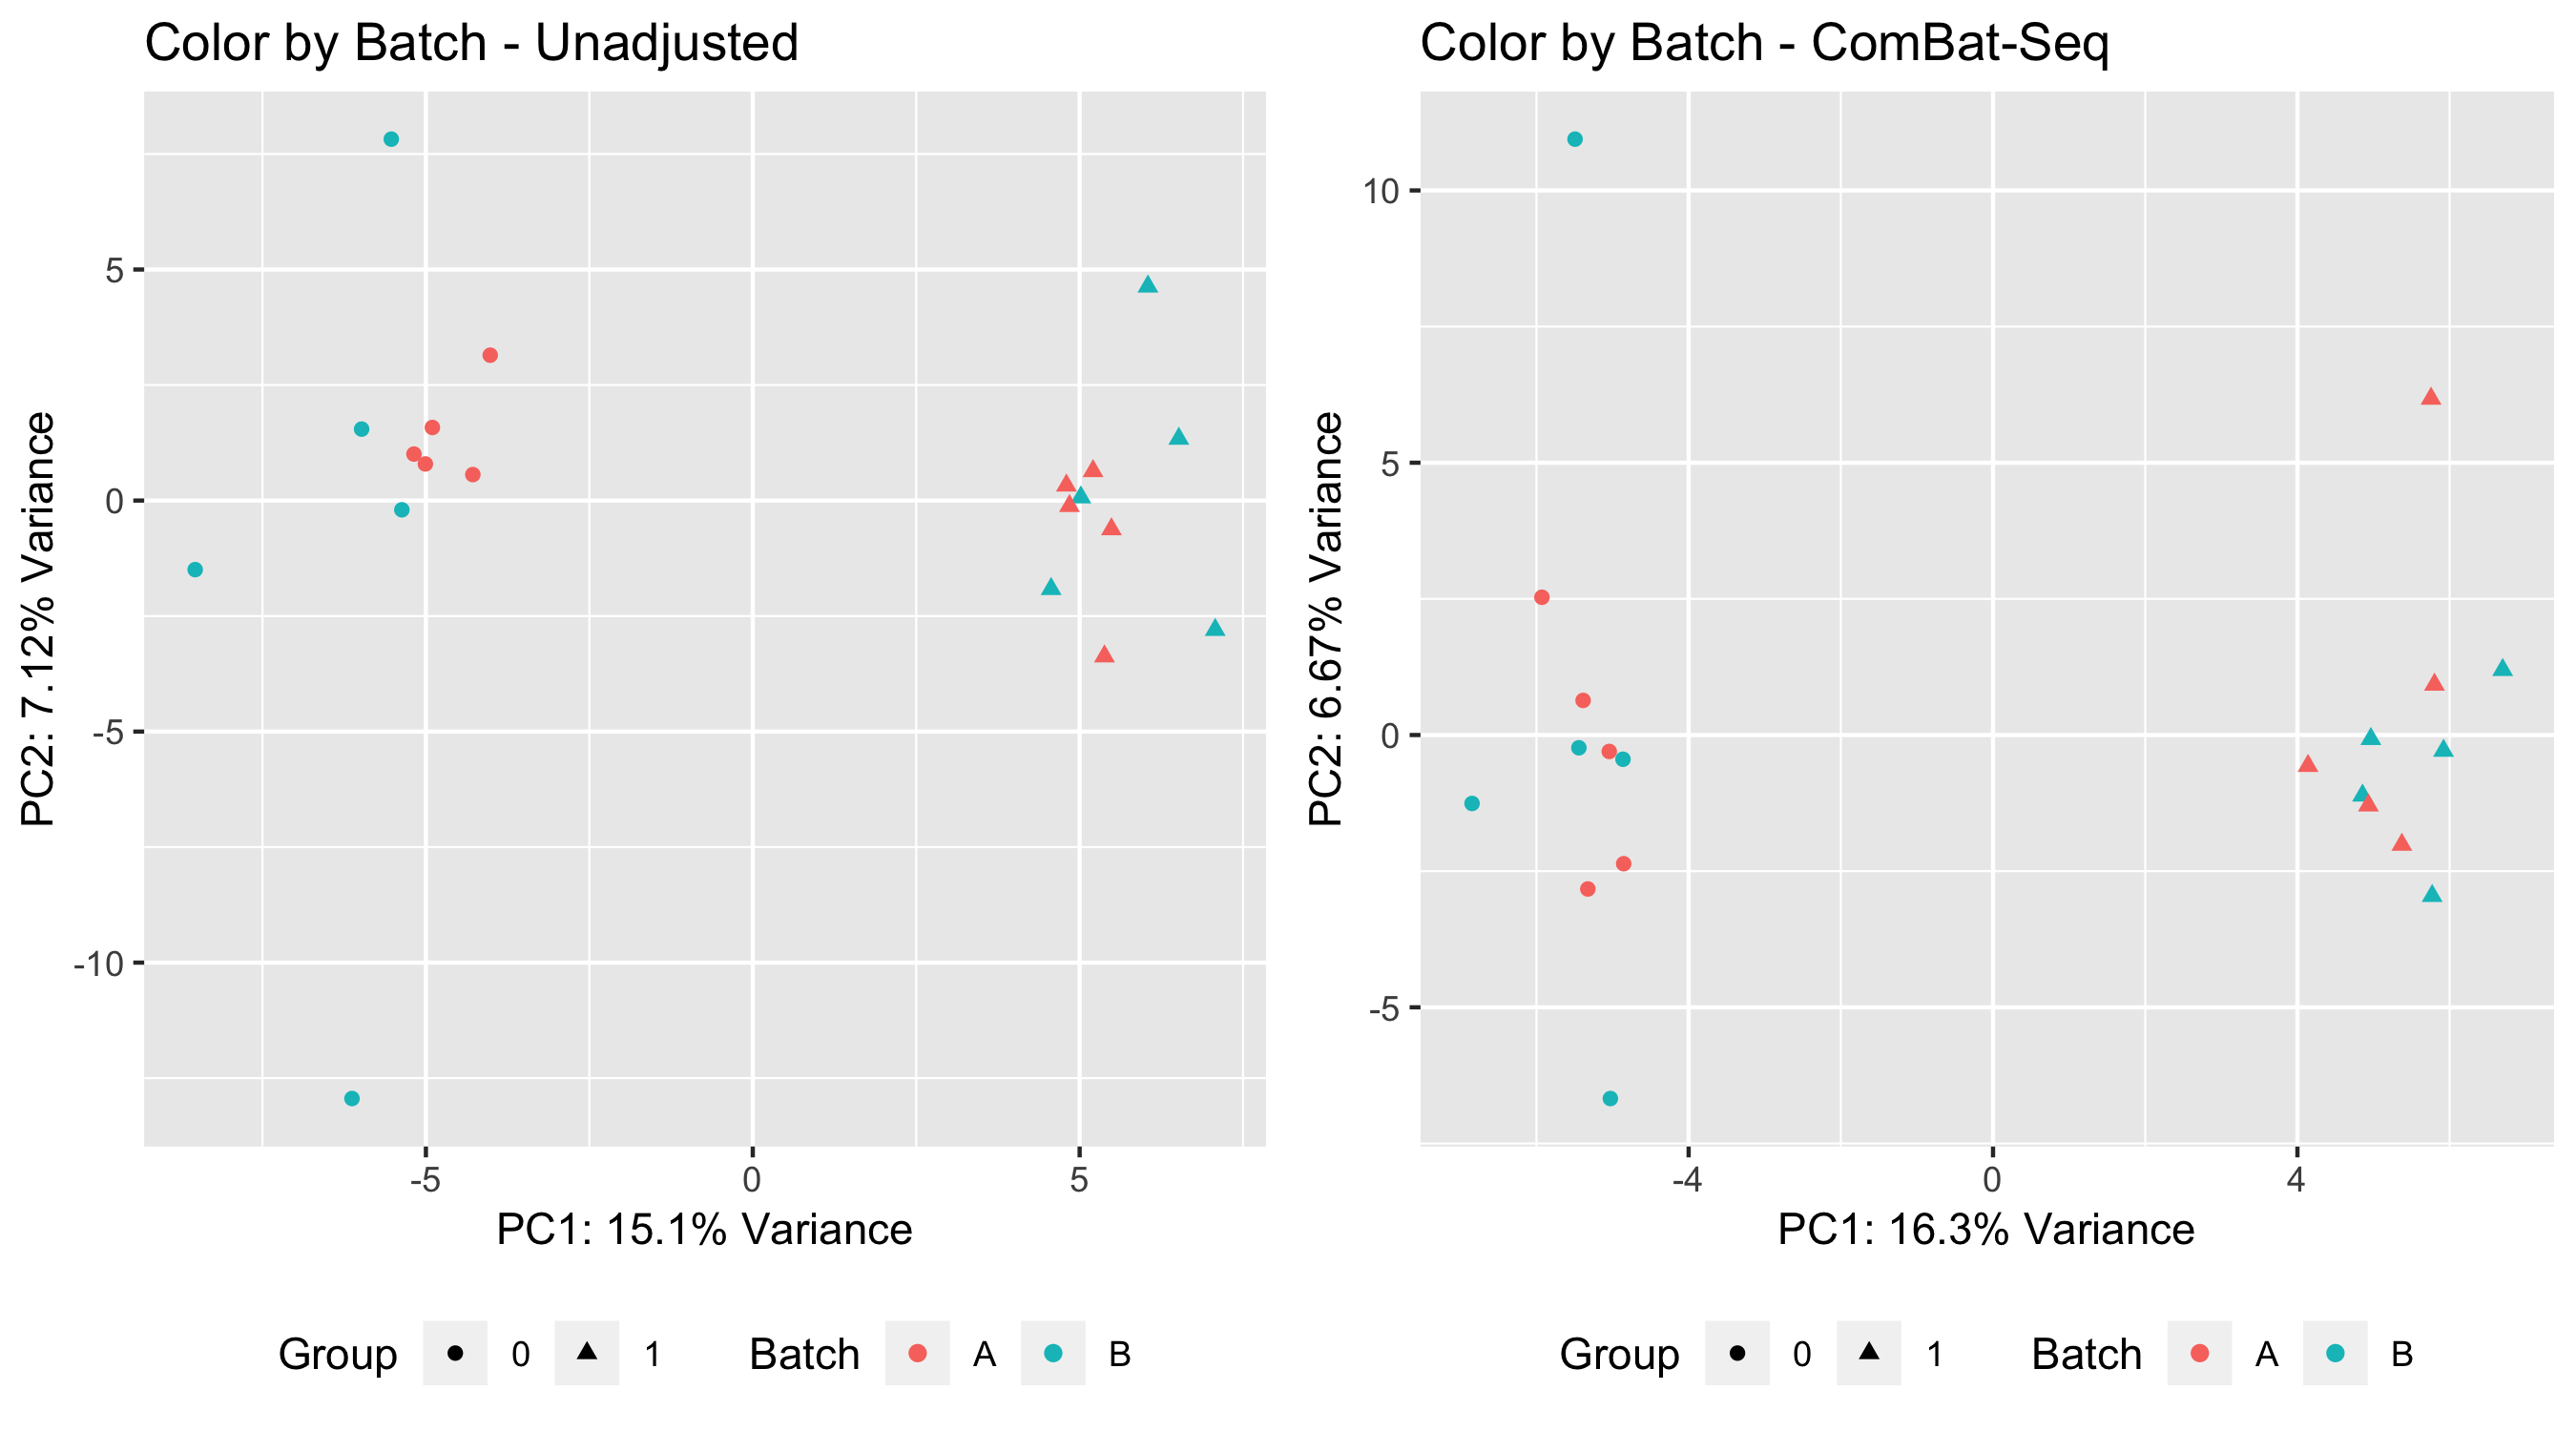 Color by Batch - Unadjusted
5
0
-5
-10
PC2: 7.12% Variance
-5 0 5
PC1: 15.1% Variance
Group 0 1 Batch A B
Color by Batch - ComBat-Seq
10
5
0
-5
PC2: 6.67% Variance
-4 0 4
PC1: 16.3% Variance
Group 0 1 Batch A B